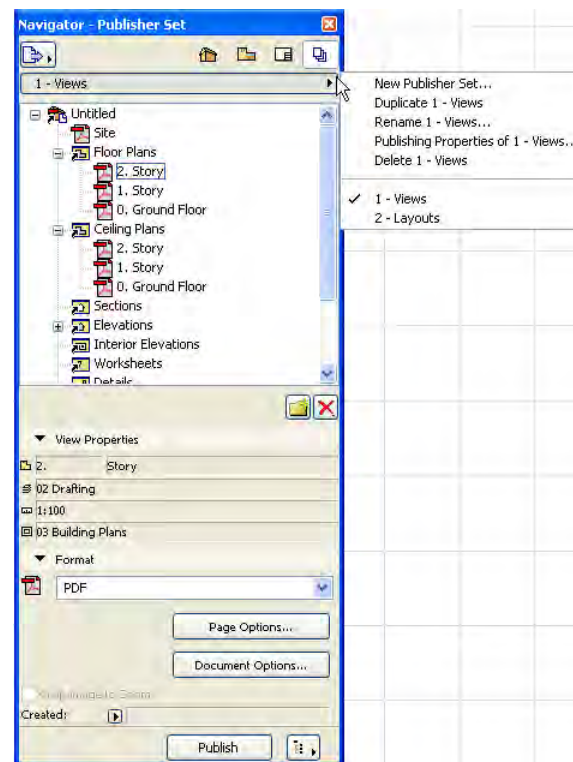 Navigator - Publisher Set
1 - Views
Untitled
Site
Floor Plans
2. Story
1. Story
0. Ground Floor
Ceiling Plans
2. Story
1. Story
0. Ground Floor
Sections
Elevations
Interior Elevations
Worksheets
Details
New Publisher Set...
Duplicate 1 - Views
Rename 1 - Views...
Publishing Properties of 1 - Views...
Delete 1 - Views
1 - Views
2 - Layouts
View Properties
2. Story
02 Drafting
1:100
03 Building Plans
Format
PDF
Page Options...
Document Options...
Created:
Publish